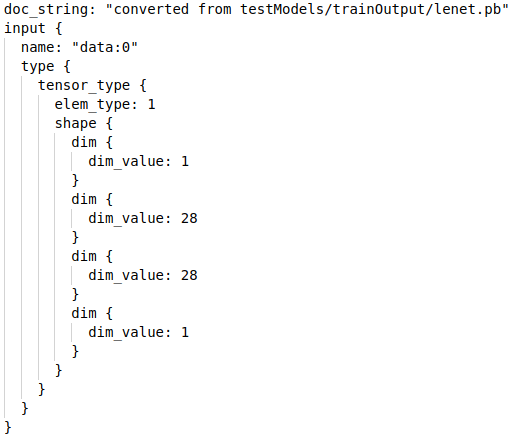 doc_string: "converted from testModels/trainOutput/lenet.pb"
input {
  name: "data:0"
  type {
    tensor_type {
      elem_type: 1
      shape {
        dim {
          dim_value: 1
        }
        dim {
          dim_value: 28
        }
        dim {
          dim_value: 28
        }
        dim {
          dim_value: 1
        }
      }
    }
  }
}